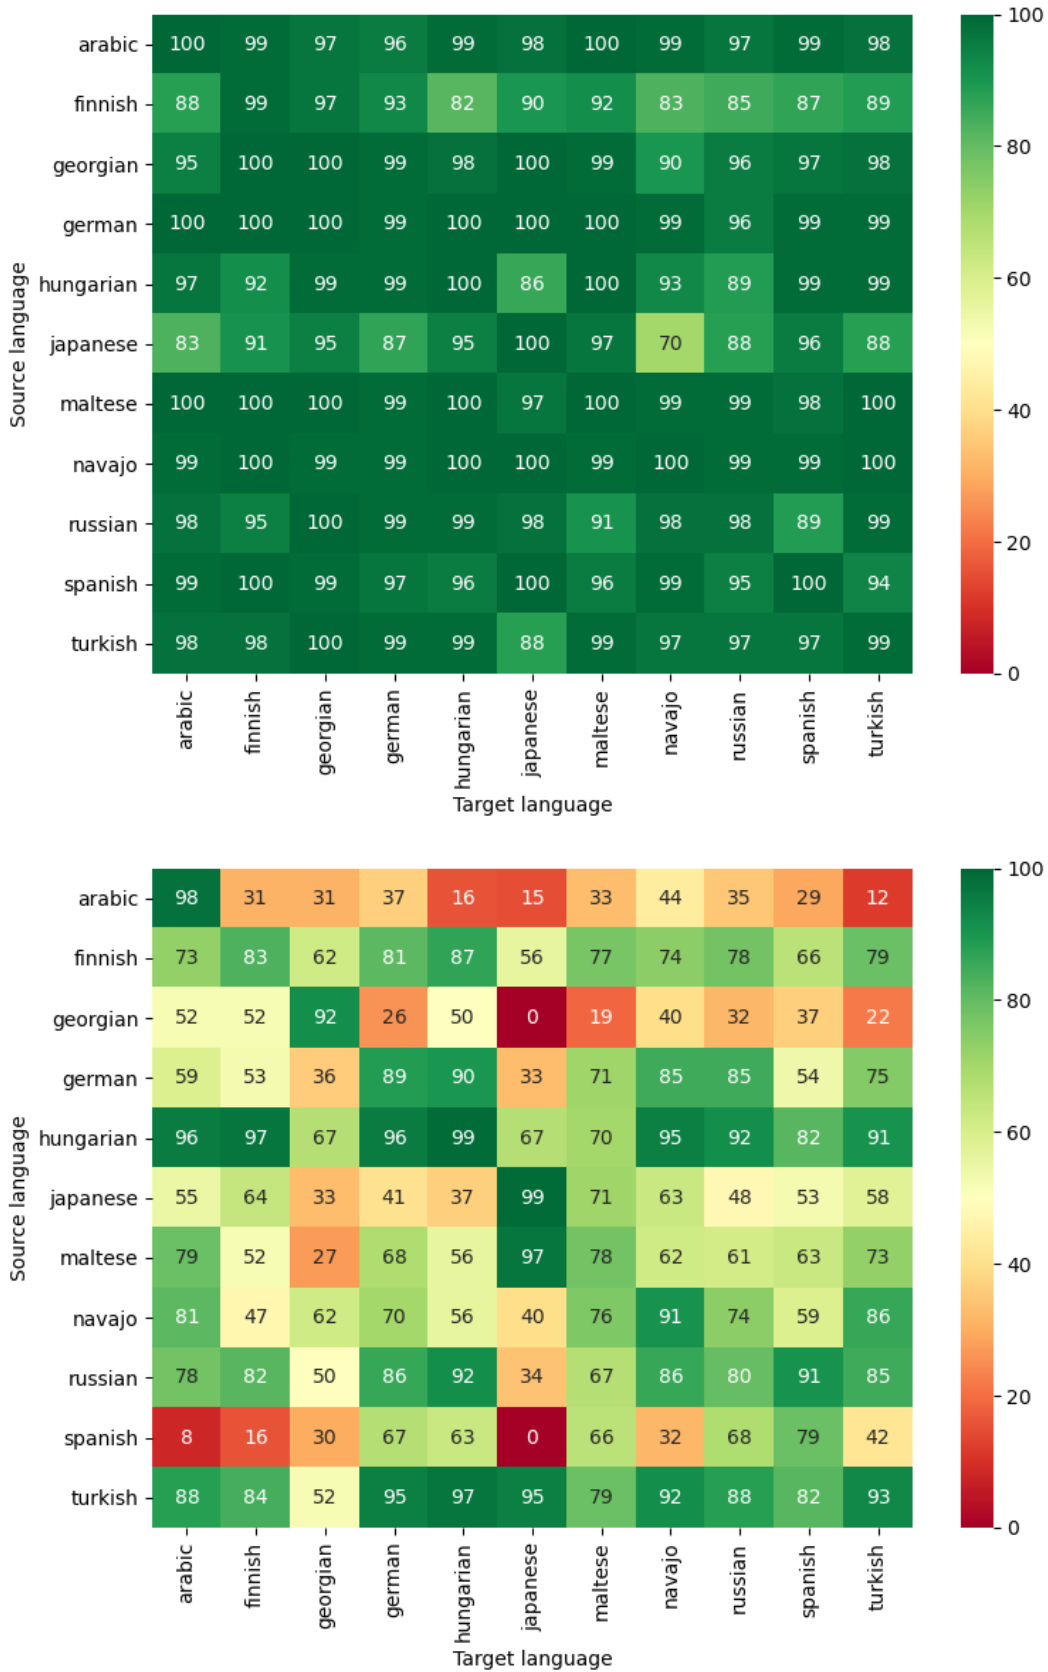 arabic 100 99 97 96 99 98 100 99 97 99 98
finnish 88 99 97 93 82 90 92 83 85 87 89
georgian 95 100 100 99 98 100 99 90 96 97 98
german 100 100 100 99 100 100 100 99 96 99 99
hungarian 97 92 99 99 100 86 100 93 89 99 99
japanese 83 91 95 87 95 100 97 70 88 96 88
maltese 100 100 100 99 100 97 100 99 99 98 100
navajo 99 100 99 99 100 100 99 100 99 99 100
russian 98 95 100 99 99 98 91 98 98 89 99
spanish 99 100 99 97 96 100 96 99 95 100 94
turkish 98 98 100 99 99 88 99 97 97 97 99
Source language
arabic finnish georgian german hungarian japanese maltese navajo russian spanish turkish
Target language
100
80
60
40
20
0
arabic 98 31 31 37 16 15 33 44 35 29 12
finnish 73 83 62 81 87 56 77 74 78 66 79
georgian 52 52 92 26 50 0 19 40 32 37 22
german 59 53 36 89 90 33 71 85 85 54 75
hungarian 96 97 67 96 99 67 70 95 92 82 91
japanese 55 64 33 41 37 99 71 63 48 53 58
maltese 79 52 27 68 56 97 78 62 61 63 73
navajo 81 47 62 70 56 40 76 91 74 59 86
russian 78 82 50 86 92 34 67 86 80 91 85
spanish 8 16 30 67 63 0 66 32 68 79 42
turkish 88 84 52 95 97 95 79 92 88 82 93
Source language
arabic finnish georgian german hungarian japanese maltese navajo russian spanish turkish
Target language
100
80
60
40
20
0